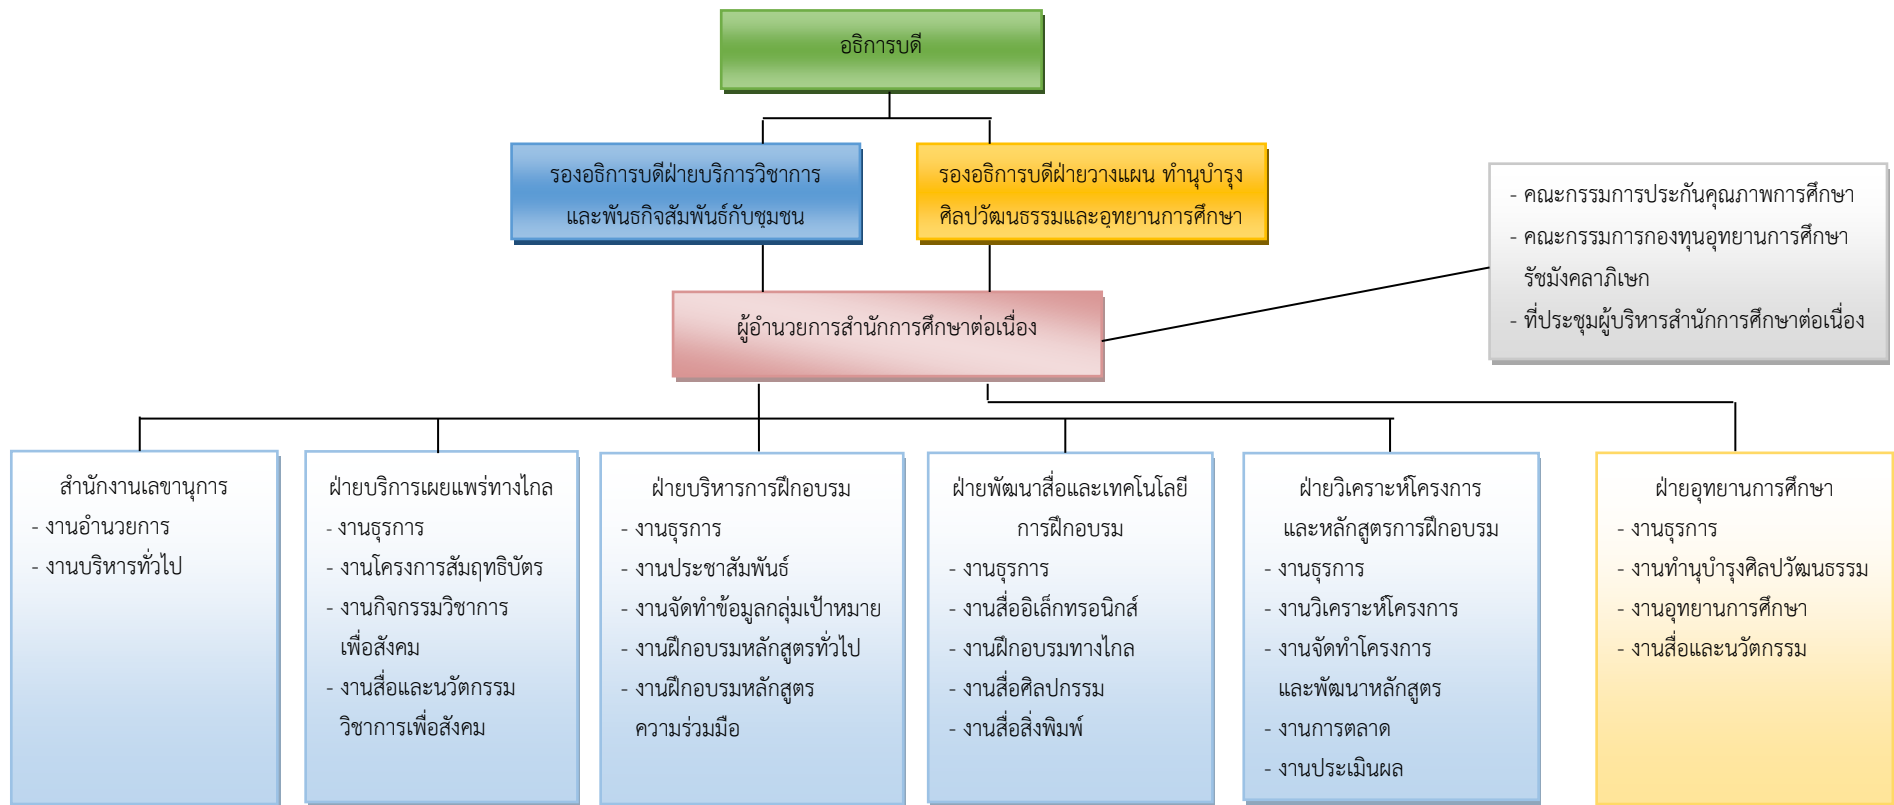 อธิการบดี
รองอธิการบดีฝ่ายบริการวิชาการ
และพันธกิจสัมพันธ์กับชุมชน
รองอธิการบดีฝ่ายวางแผน ทำนุบำรุง
ศิลปวัฒนธรรมและอุทยานการศึกษา
- คณะกรรมการประกันคุณภาพการศึกษา
- คณะกรรมการกองทุนอุทยานการศึกษา
รัชมังคลาภิเษก
- ที่ประชุมผู้บริหารสำนักการศึกษาต่อเนื่อง
ผู้อำนวยการสำนักการศึกษาต่อเนื่อง
สำนักงานเลขานุการ
- งานอำนวยการ
- งานบริหารทั่วไป
ฝ่ายบริการเผยแพร่ทางไกล
- งานธุรการ
- งานโครงการสัมฤทธิบัตร
- งานกิจกรรมวิชาการ
เพื่อสังคม
- งานสื่อและนวัตกรรม
วิชาการเพื่อสังคม
ฝ่ายบริหารการฝึกอบรม
- งานธุรการ
- งานประชาสัมพันธ์
- งานจัดทำข้อมูลกลุ่มเป้าหมาย
- งานฝึกอบรมหลักสูตรทั่วไป
- งานฝึกอบรมหลักสูตร
ความร่วมมือ
ฝ่ายพัฒนาสื่อและเทคโนโลยี
การฝึกอบรม
- งานธุรการ
- งานสื่ออิเล็กทรอนิกส์
- งานฝึกอบรมทางไกล
- งานสื่อศิลปกรรม
- งานสื่อสิ่งพิมพ์
ฝ่ายวิเคราะห์โครงการ
และหลักสูตรการฝึกอบรม
- งานธุรการ
- งานวิเคราะห์โครงการ
- งานจัดทำโครงการ
และพัฒนาหลักสูตร
- งานการตลาด
- งานประเมินผล
ฝ่ายอุทยานการศึกษา
- งานธุรการ
- งานทำนุบำรุงศิลปวัฒนธรรม
- งานอุทยานการศึกษา
- งานสื่อและนวัตกรรม